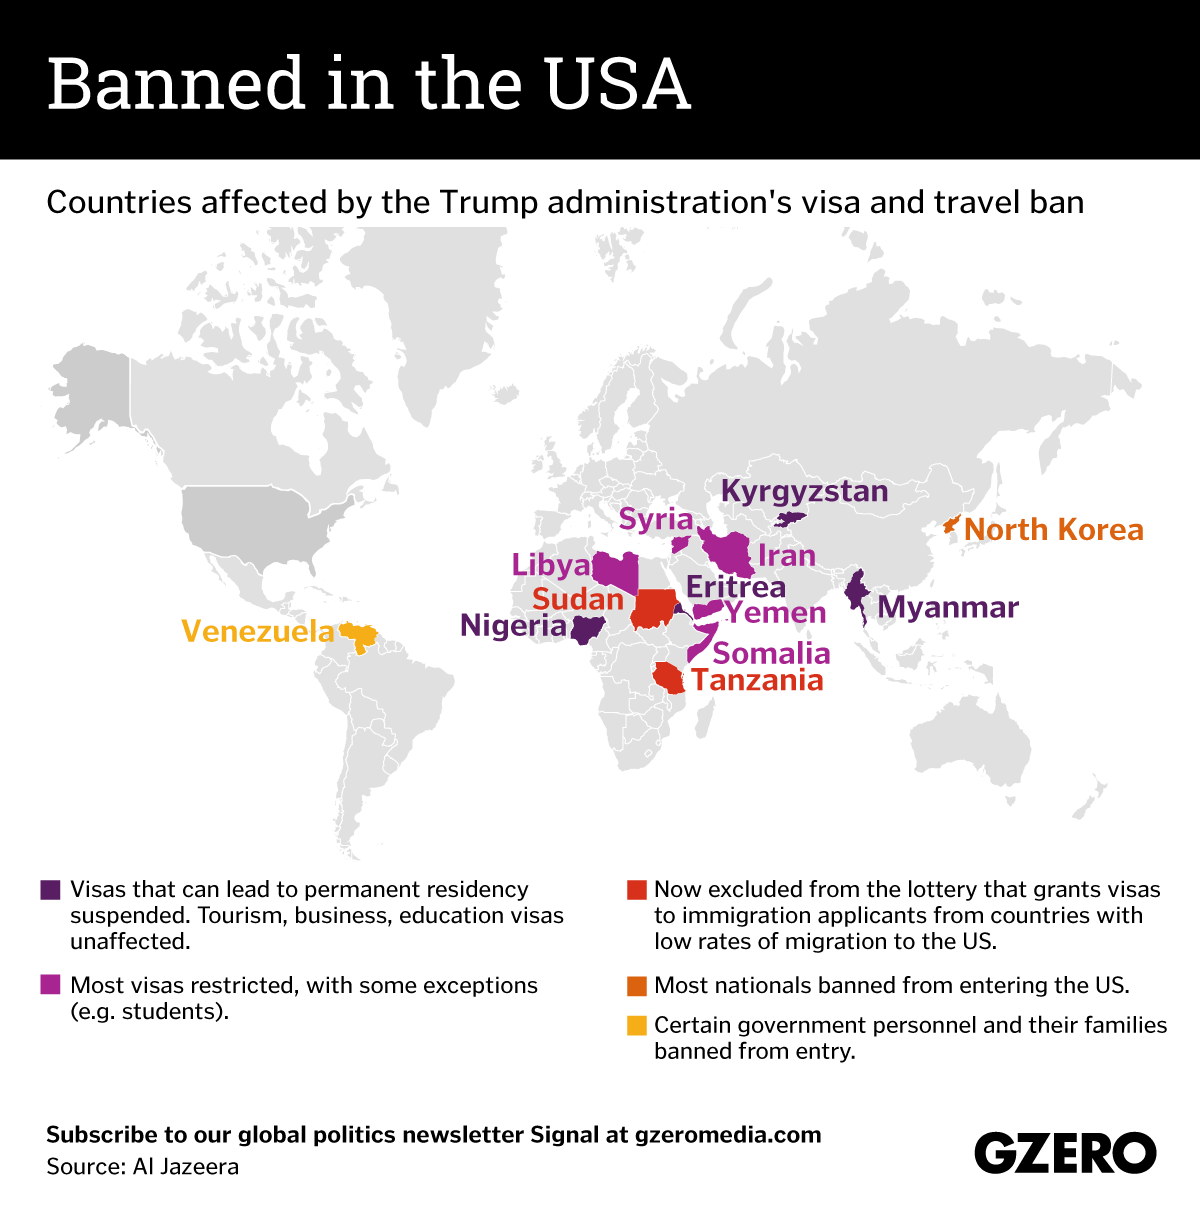 Banned in the USA
Countries affected by the Trump administration's visa and travel ban
Kyrgyzstan
Syria
North Korea
Libya
Iran
Sudan
Eritrea
Nigeria
Yemen
Myanmar
Venezuela
Somalia
Tanzania
Visas that can lead to permanent residency
suspended. Tourism, business, education visas
unaffected.
Most visas restricted, with some exceptions
(e.g. students).
Now excluded from the lottery that grants visas
to immigration applicants from countries with
low rates of migration to the US.
Most nationals banned from entering the US.
Certain government personnel and their families
banned from entry.
Subscribe to our global politics newsletter Signal at gzeromedia.com
Source: Al Jazeera
GZERO